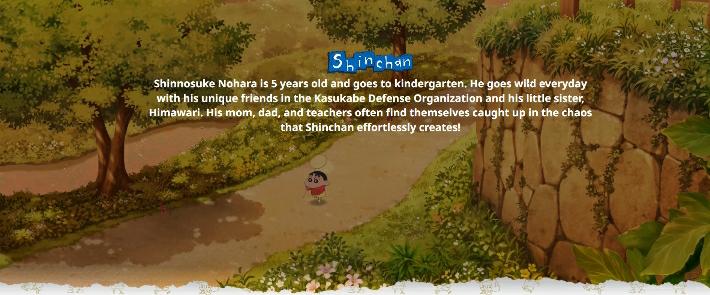 Shinchan
Shinnosuke Nohara is 5 years old and goes to kindergarten. He goes wild everyday
with his unique friends in the Kasukabe Defense Organization and his little sister,
Himawari. His mom, dad, and teachers often find themselves caught up in the chaos
that Shinchan effortlessly creates!